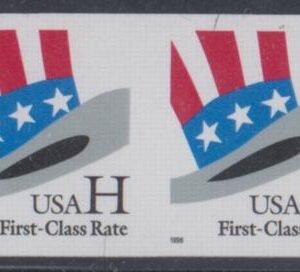 USA H
First-Class Rate
1998
USA
First-Class